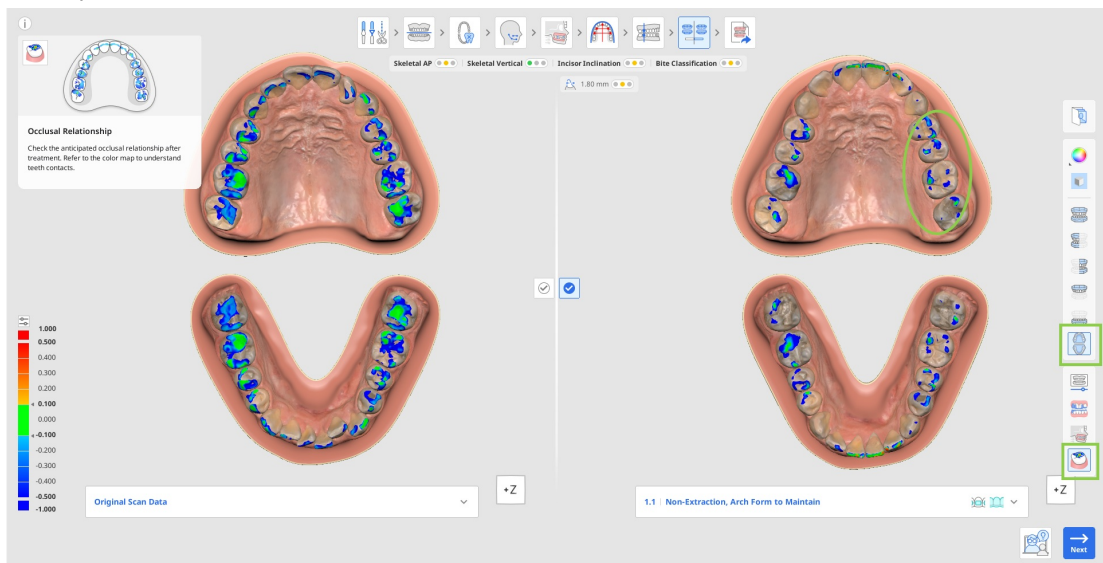 Skeletal AP
Skeletal Vertical
Incisor Inclination
Bite Classification
1.80 mm
Occlusal Relationship
Check the anticipated occlusal relationship after
treatment. Refer to the color map to understand
teeth contacts.
1.000
0.500
0.400
0.300
0.200
0.100
0.000
-0.100
-0.200
-0.300
-0.400
-0.500
-1.000
Original Scan Data
+Z
1.1 | Non-Extraction, Arch Form to Maintain
+Z
Next